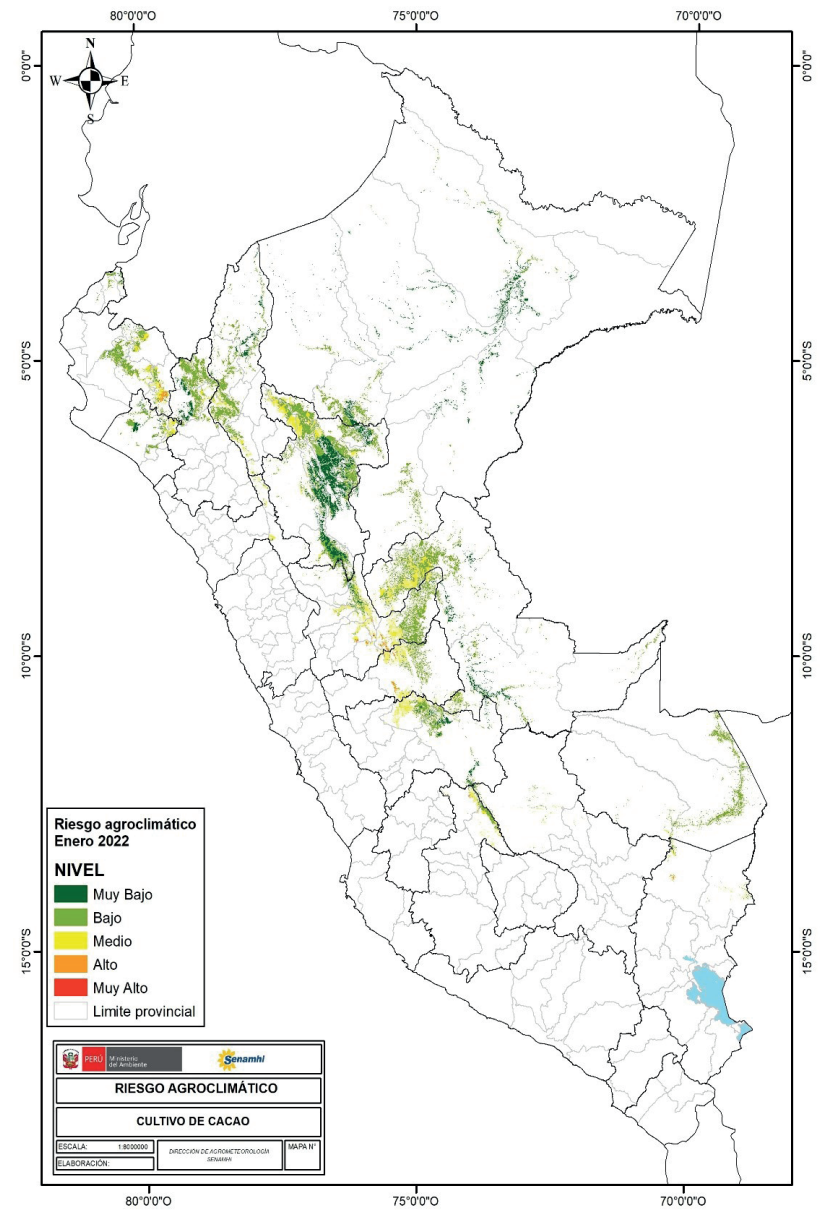 80°0'0"O
75°0'0"O
70°0'0"O
N
W
E
S
0°0'0"
0°0'0"
5°0'0"S
5°0'0"S
10°0'0"S
10°0'0"S
15°0'0"S
15°0'0"S
Riesgo agroclimático
Enero 2022
NIVEL
Muy Bajo
Bajo
Medio
Alto
Muy Alto
Limite provincial
PERÚ
Ministerio
del Ambiente
Senamhi
RIESGO AGROCLIMÁTICO
CULTIVO DE CACAO
ESCALA: 1:8000000
ELABORACIÓN:
DIRECCIÓN DE AGROMETEOROLOGÍA
SENAMHI
MAPA N°
80°0'0"O
75°0'0"O
70°0'0"O